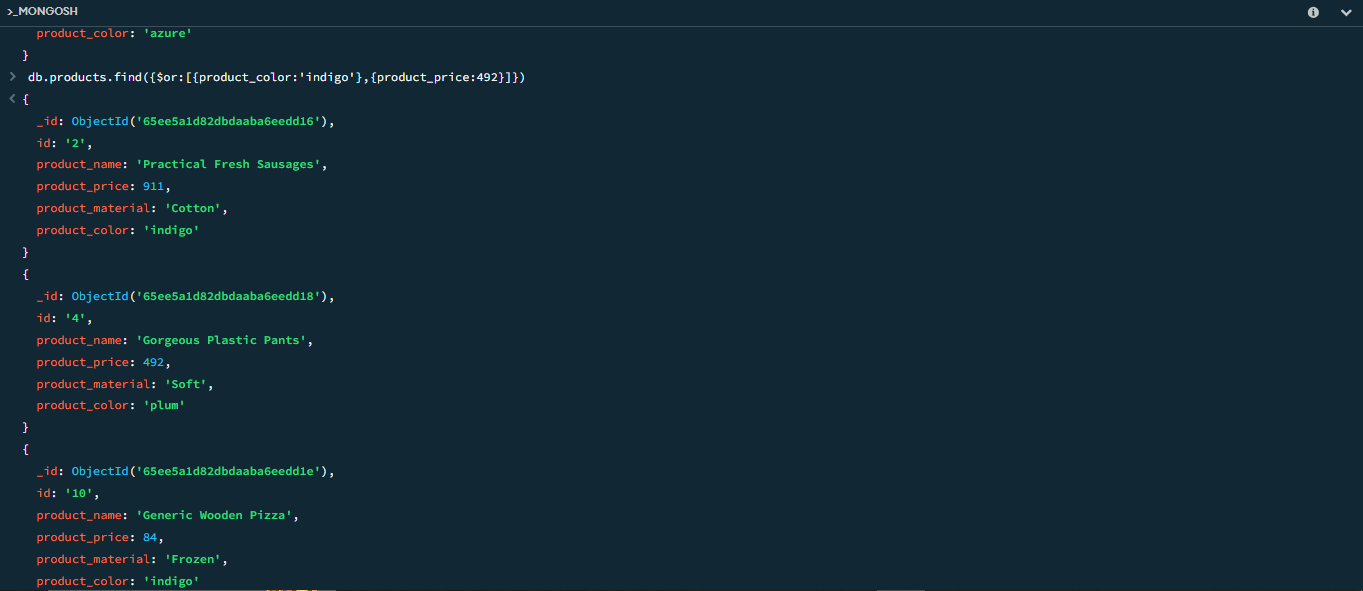 >_MONGOSH
product_color: 'azure'
}
> db.products.find({$or:[{product_color:'indigo'},{product_price:492}]})
< {
_id: ObjectId('65ee5a1d82dbdaaba6eedd16'),
id: '2',
product_name: 'Practical Fresh Sausages',
product_price: 911,
product_material: 'Cotton',
product_color: 'indigo'
}
{
_id: ObjectId('65ee5a1d82dbdaaba6eedd18'),
id: '4',
product_name: 'Gorgeous Plastic Pants',
product_price: 492,
product_material: 'Soft',
product_color: 'plum'
}
{
_id: ObjectId('65ee5a1d82dbdaaba6eedd1e'),
id: '10',
product_name: 'Generic Wooden Pizza',
product_price: 84,
product_material: 'Frozen',
product_color: 'indigo'